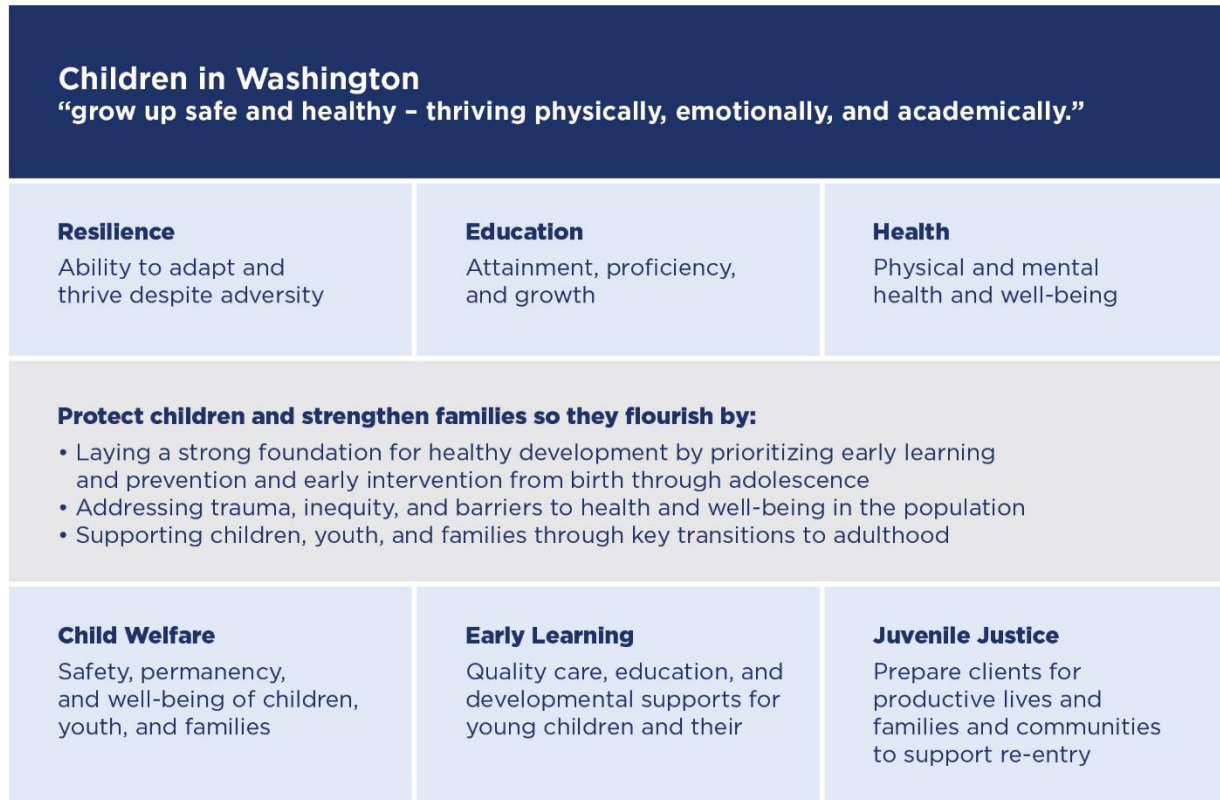 Children in Washington
“grow up safe and healthy – thriving physically, emotionally, and academically.”
Resilience
Ability to adapt and
thrive despite adversity
Education
Attainment, proficiency,
and growth
Health
Physical and mental
health and well-being
Protect children and strengthen families so they flourish by:
• Laying a strong foundation for healthy development by prioritizing early learning
and prevention and early intervention from birth through adolescence
• Addressing trauma, inequity, and barriers to health and well-being in the population
• Supporting children, youth, and families through key transitions to adulthood
Child Welfare
Safety, permanency,
and well-being of children,
youth, and families
Early Learning
Quality care, education, and
developmental supports for
young children and their
Juvenile Justice
Prepare clients for
productive lives and
families and communities
to support re-entry